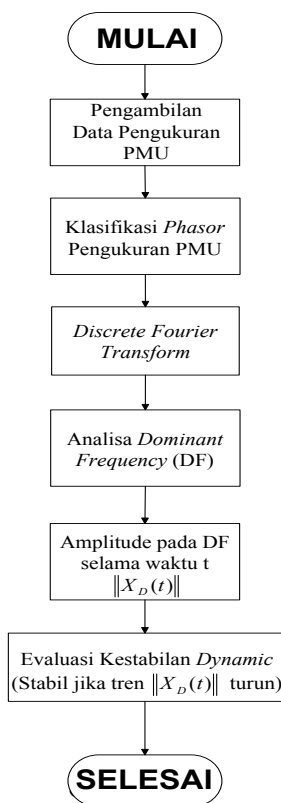 MULAI
Pengambilan
Data Pengukuran
PMU
Klasifikasi Phasor
Pengukuran PMU
Discrete Fourier
Transform
Analisa Dominant
Frequency (DF)
Amplitude pada DF
selama waktu t
‖X_D(t)‖
Evaluasi Kestabilan Dynamic
(Stabil jika tren ‖X_D(t)‖ turun)
SELESAI